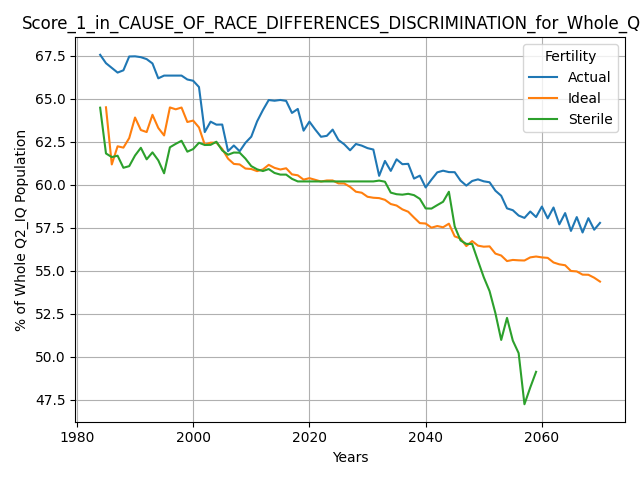 Score_1_in_CAUSE_OF_RACE_DIFFERENCES_DISCRIMINATION_for_Whole_Q
67.5
65.0
62.5
60.0
57.5
55.0
52.5
50.0
47.5
% of Whole Q2_IQ Population
Fertility
Actual
Ideal
Sterile
1980
2000
2020
2040
2060
Years